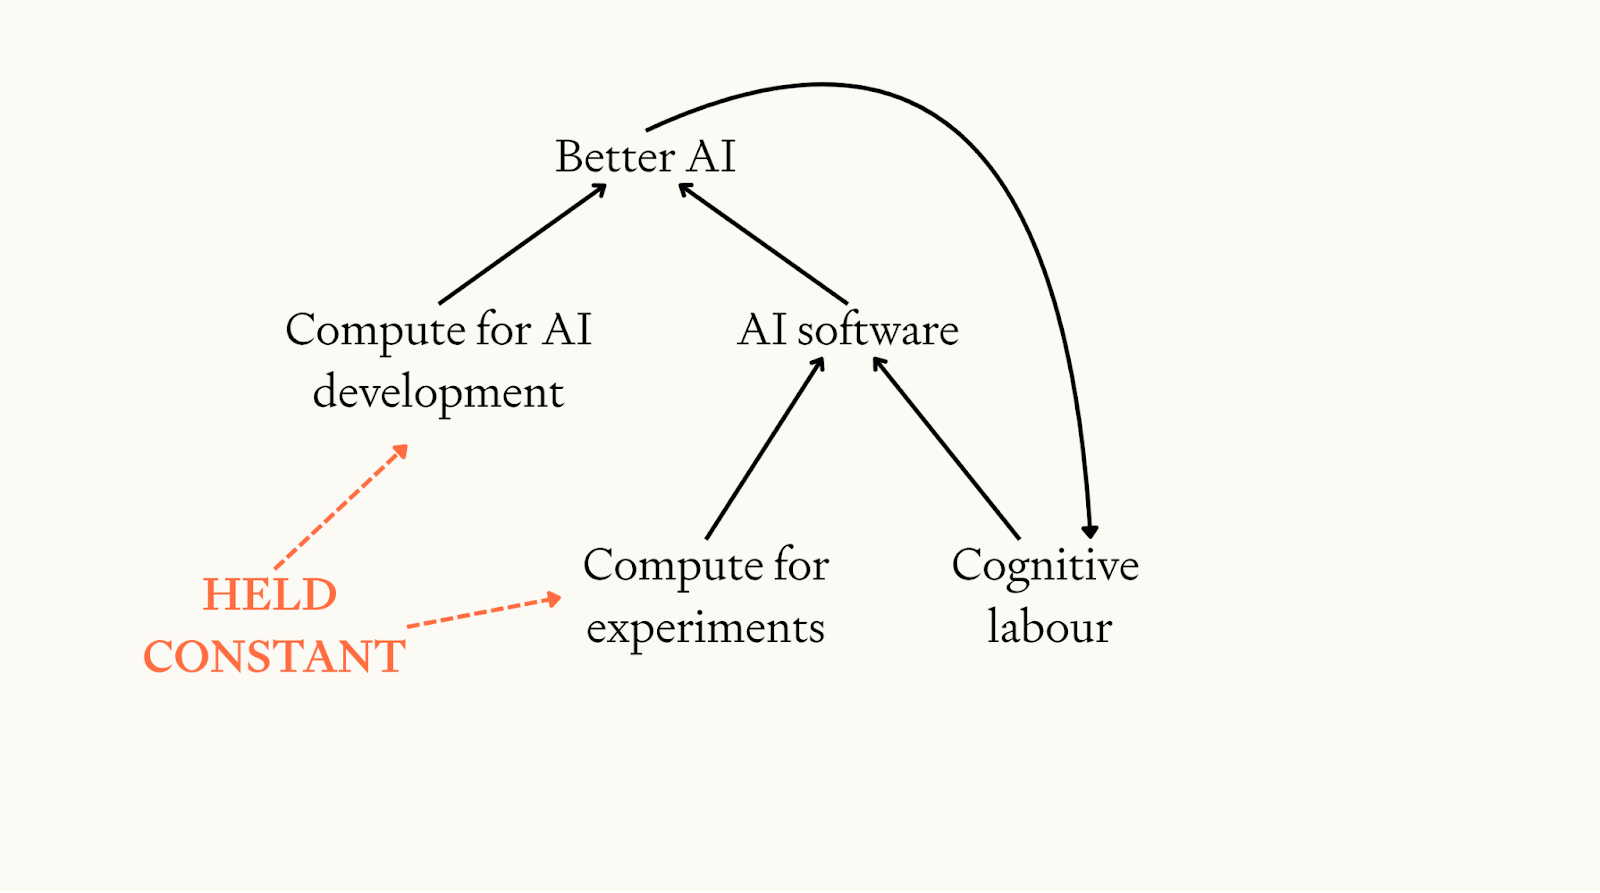 Better AI
Compute for AI
development
AI software
HELD
CONSTANT
Compute for
experiments
Cognitive
labour